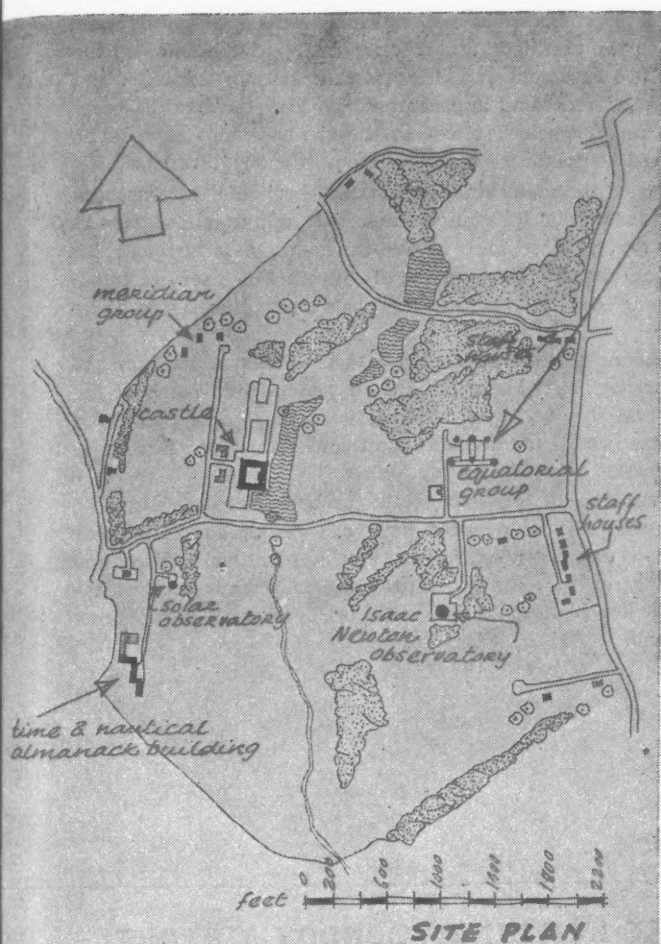 meridian
group
castle
staff
equatorial
group
staff
houses
solar
observatory
Isaac
Newton
observatory
time & nautical
almanack building
feet 0 200 600 1000 1400 1800 2200
SITE PLAN